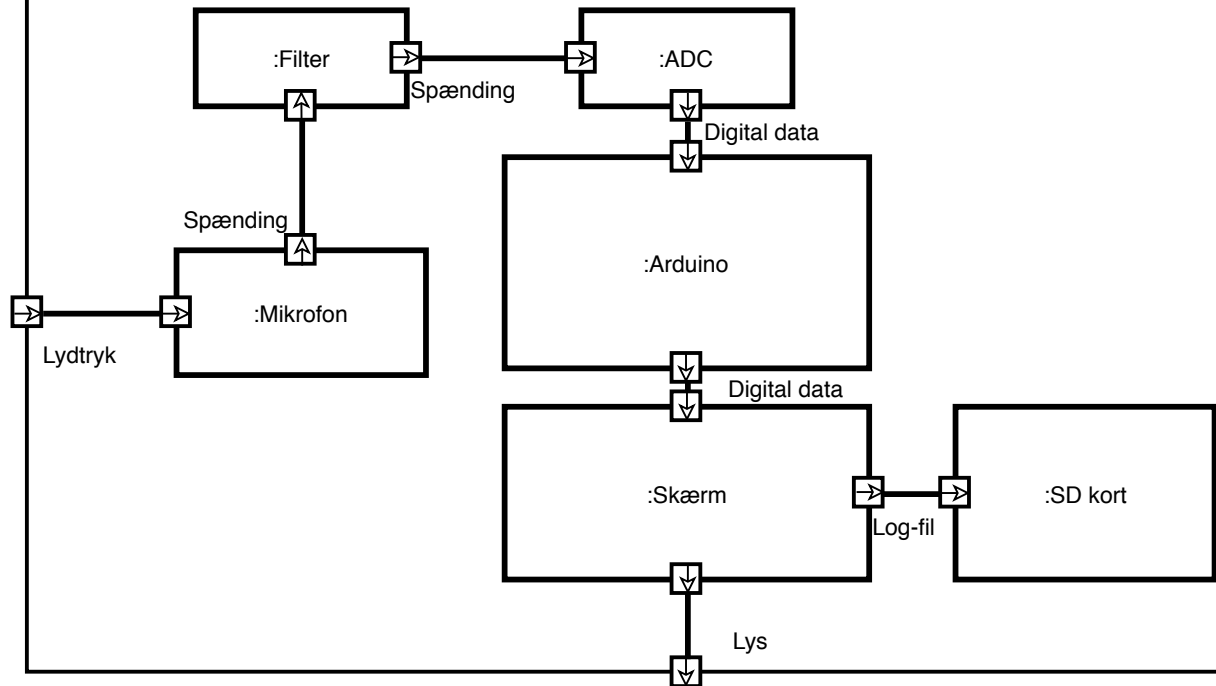 :Filter
:ADC
Spænding
Digital data
Spænding
:Arduino
:Mikrofon
Lydtryk
Digital data
:Skærm
:SD kort
Log-fil
Lys